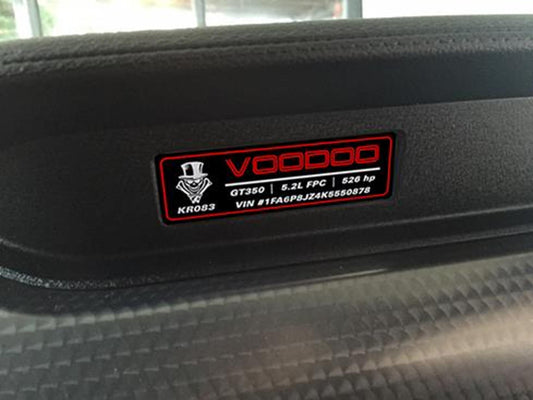 VOODOO
GT350 | 5.2L FPC | 526 hp
KR083
VIN #1FA6P8JZ4K5550878